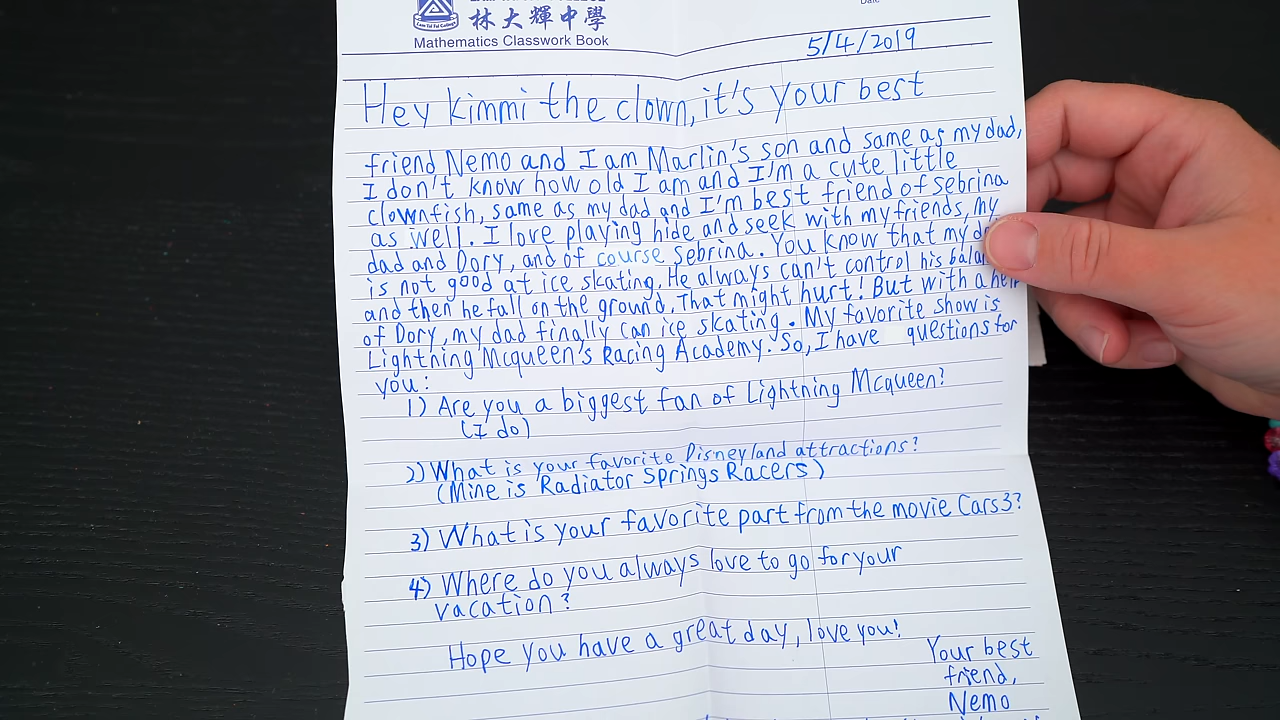 林大輝中學
Mathematics Classwork Book
Date
5/4/2019
Hey Kimmi the clown, it's your best
friend Nemo and I am Marlin's son and same as my dad,
I don't know how old I am and I'm a cute little
clownfish, same as my dad and I'm best friend of Sebrina
as well. I love playing hide and seek with my friends, my
dad and Dory, and of course Sebrina. You know that my
is not good at ice skating. He always can't control his
and then he fall on the ground. That might hurt! But with a help
of Dory, my dad finally can ice skating. My favorite show is
Lightning Mcqueen's Racing Academy. So, I have questions for
you:
1) Are you a biggest fan of Lightning Mcqueen?
(I do)
2) What is your favorite Disneyland attractions?
(Mine is Radiator Springs Racers)
3) What is your favorite part from the movie Cars 3?
4) Where do you always love to go for your
vacation?
Hope you have a great day, love you!
Your best
friend,
Nemo